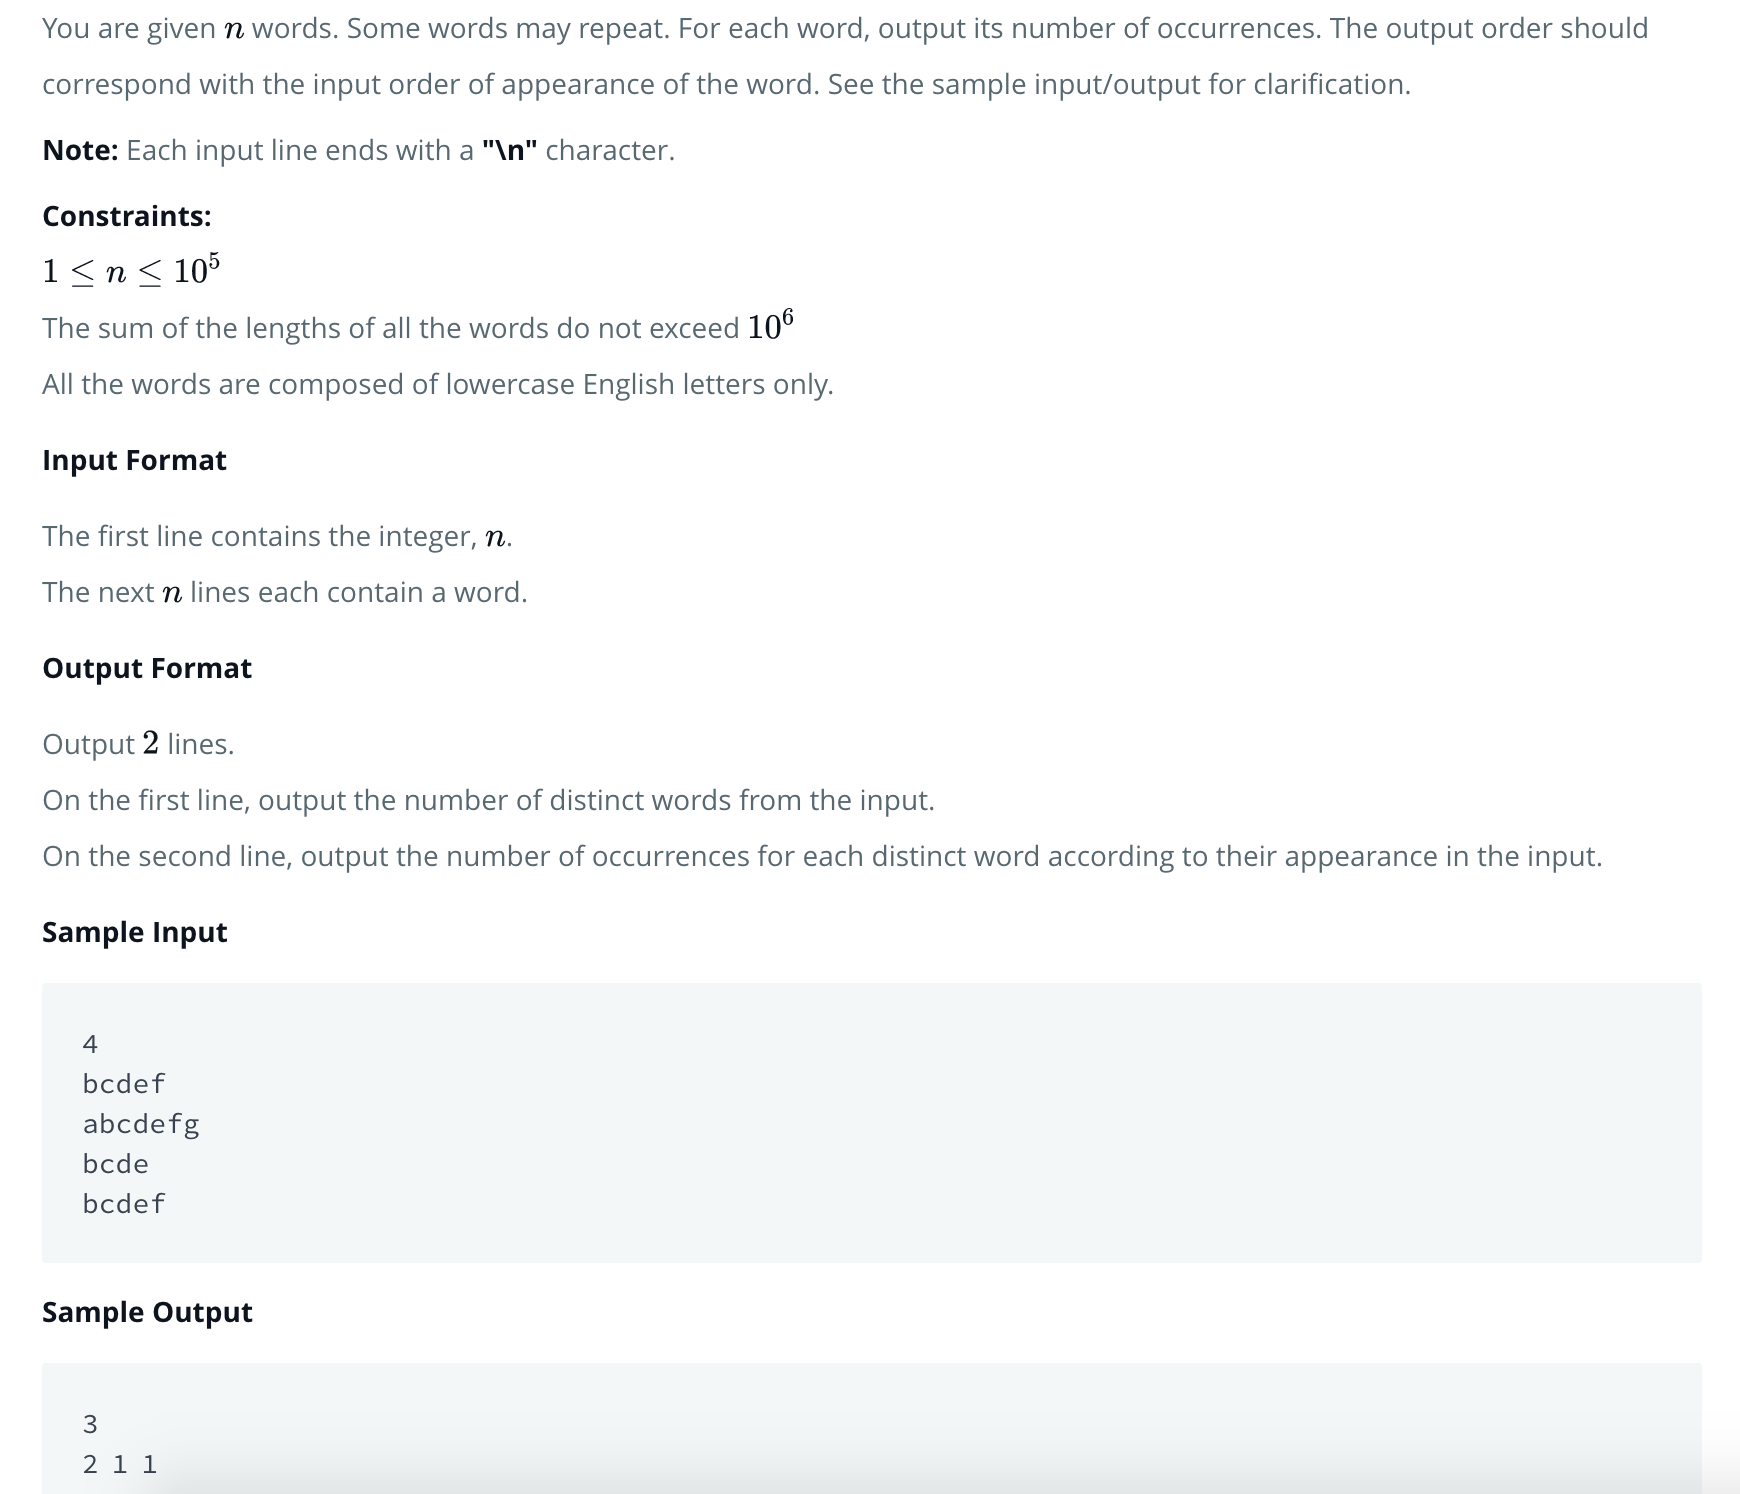 You are given n words. Some words may repeat. For each word, output its number of occurrences. The output order should
correspond with the input order of appearance of the word. See the sample input/output for clarification.
Note: Each input line ends with a "\n" character.
Constraints:
1 ≤ n ≤ 10⁵
The sum of the lengths of all the words do not exceed 10⁶
All the words are composed of lowercase English letters only.
Input Format
The first line contains the integer, n.
The next n lines each contain a word.
Output Format
Output 2 lines.
On the first line, output the number of distinct words from the input.
On the second line, output the number of occurrences for each distinct word according to their appearance in the input.
Sample Input
4
bcdef
abcdefg
bcde
bcdef
Sample Output
3
2 1 1